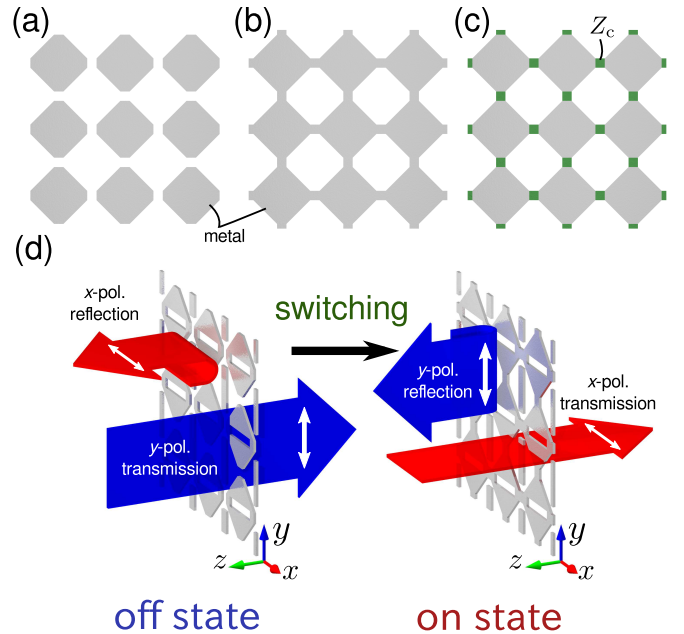 (a)
(b)
(c)
Zc
metal
(d)
x-pol.
reflection
switching
y-pol.
reflection
x-pol.
transmission
y-pol.
transmission
y
z
x
y
z
x
off state
on state